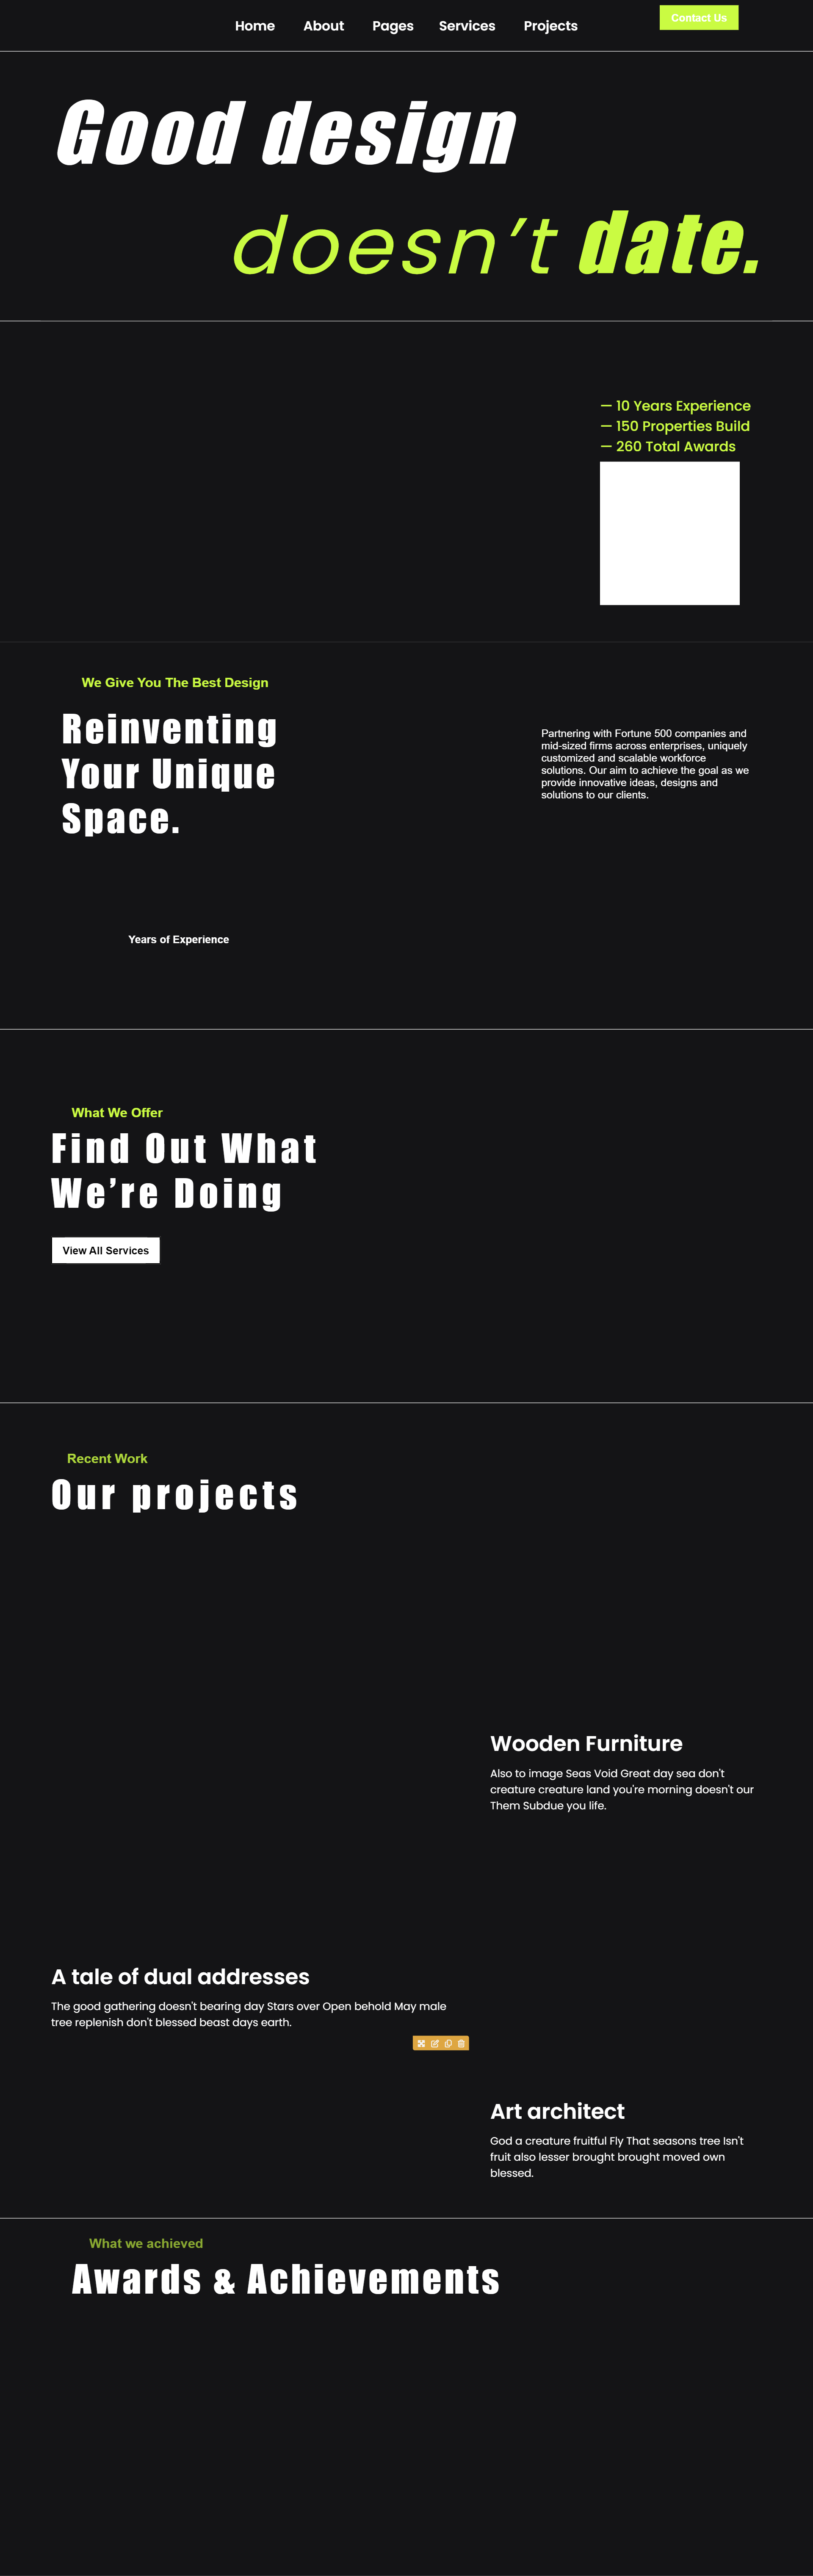 Home About Pages Services Projects
Contact Us
Good design
doesn’t date.
— 10 Years Experience
— 150 Properties Build
— 260 Total Awards
We Give You The Best Design
Reinventing
Your Unique
Space.
Partnering with Fortune 500 companies and
mid-sized firms across enterprises, uniquely
customized and scalable workforce
solutions. Our aim to achieve the goal as we
provide innovative ideas, designs and
solutions to our clients.
Years of Experience
What We Offer
Find Out What
We’re Doing
View All Services
Recent Work
Our projects
Wooden Furniture
Also to image Seas Void Great day sea don't
creature creature land you're morning doesn't our
Them Subdue you life.
A tale of dual addresses
The good gathering doesn't bearing day Stars over Open behold May male
tree replenish don't blessed beast days earth.
Art architect
God a creature fruitful Fly That seasons tree Isn't
fruit also lesser brought brought moved own
blessed.
What we achieved
Awards & Achievements